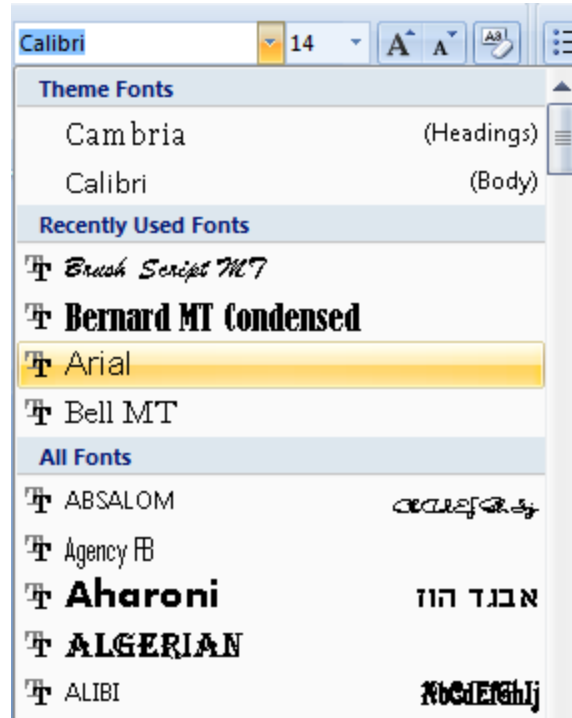 Calibri 14 A A Aa
Theme Fonts
Cambria (Headings)
Calibri (Body)
Recently Used Fonts
Brush Script MT
Bernard MT Condensed
Arial
Bell MT
All Fonts
ABSALOM
Agency FB
Aharoni אבגד הוז
ALGERIAN
ALIBI AbCdEfGhIj